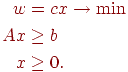 w = cx → min
Ax ≥ b
x ≥ 0.